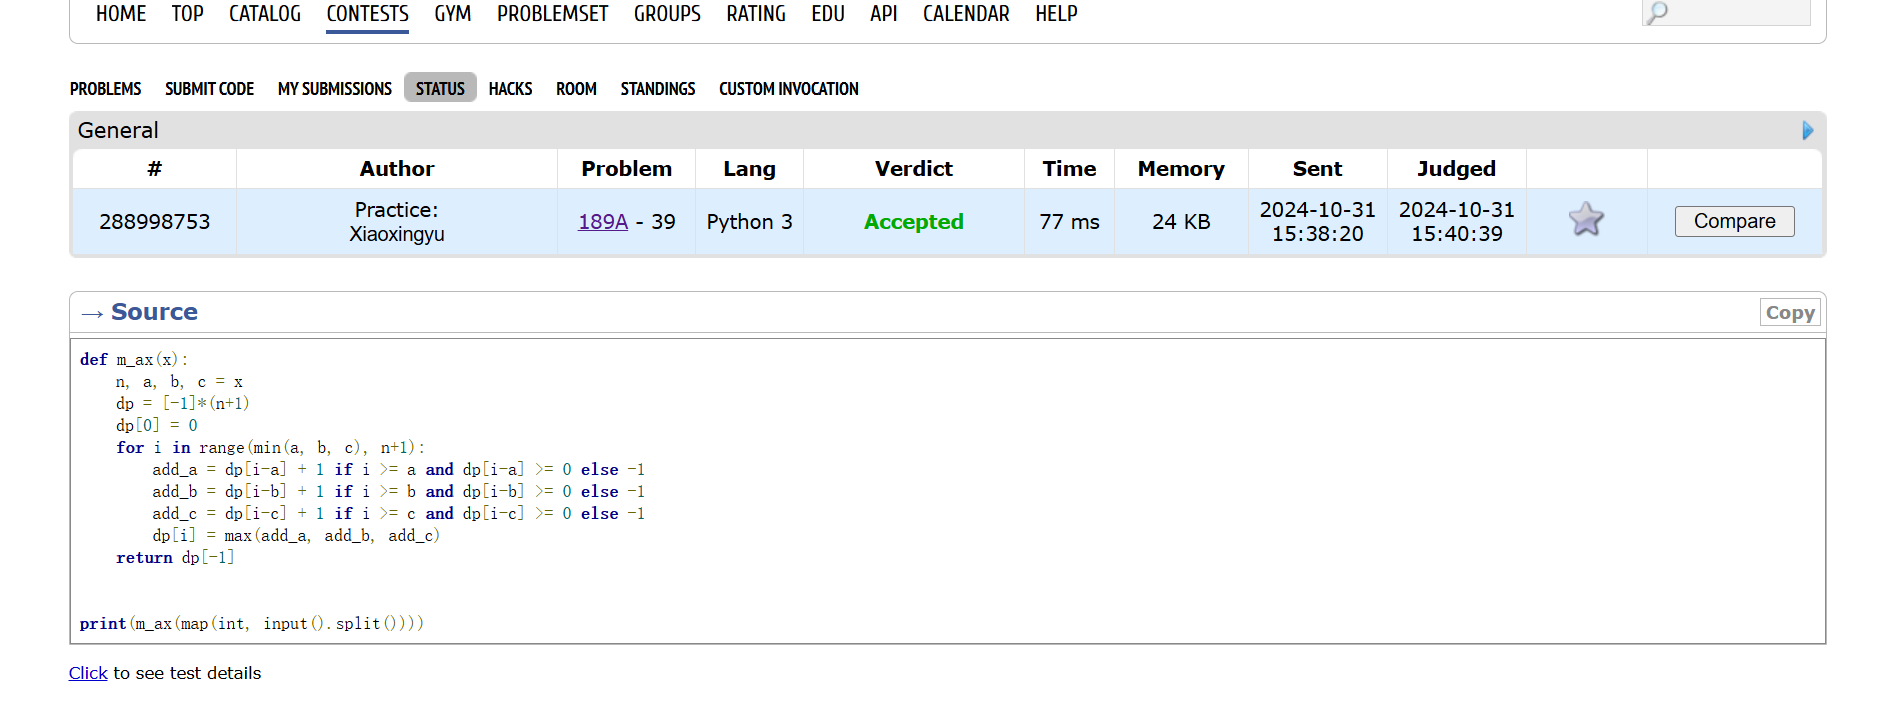 HOME TOP CATALOG CONTESTS GYM PROBLEMSET GROUPS RATING EDU API CALENDAR HELP
PROBLEMS SUBMIT CODE MY SUBMISSIONS STATUS HACKS ROOM STANDINGS CUSTOM INVOCATION
General
# Author Problem Lang Verdict Time Memory Sent Judged
288998753 Practice: Xiaoxingyu 189A - 39 Python 3 Accepted 77 ms 24 KB 2024-10-31 15:38:20 2024-10-31 15:40:39 Compare
→ Source Copy
def m_ax(x):
    n, a, b, c = x
    dp = [-1]*(n+1)
    dp[0] = 0
    for i in range(min(a, b, c), n+1):
        add_a = dp[i-a] + 1 if i >= a and dp[i-a] >= 0 else -1
        add_b = dp[i-b] + 1 if i >= b and dp[i-b] >= 0 else -1
        add_c = dp[i-c] + 1 if i >= c and dp[i-c] >= 0 else -1
        dp[i] = max(add_a, add_b, add_c)
    return dp[-1]
print(m_ax(map(int, input().split())))
Click to see test details